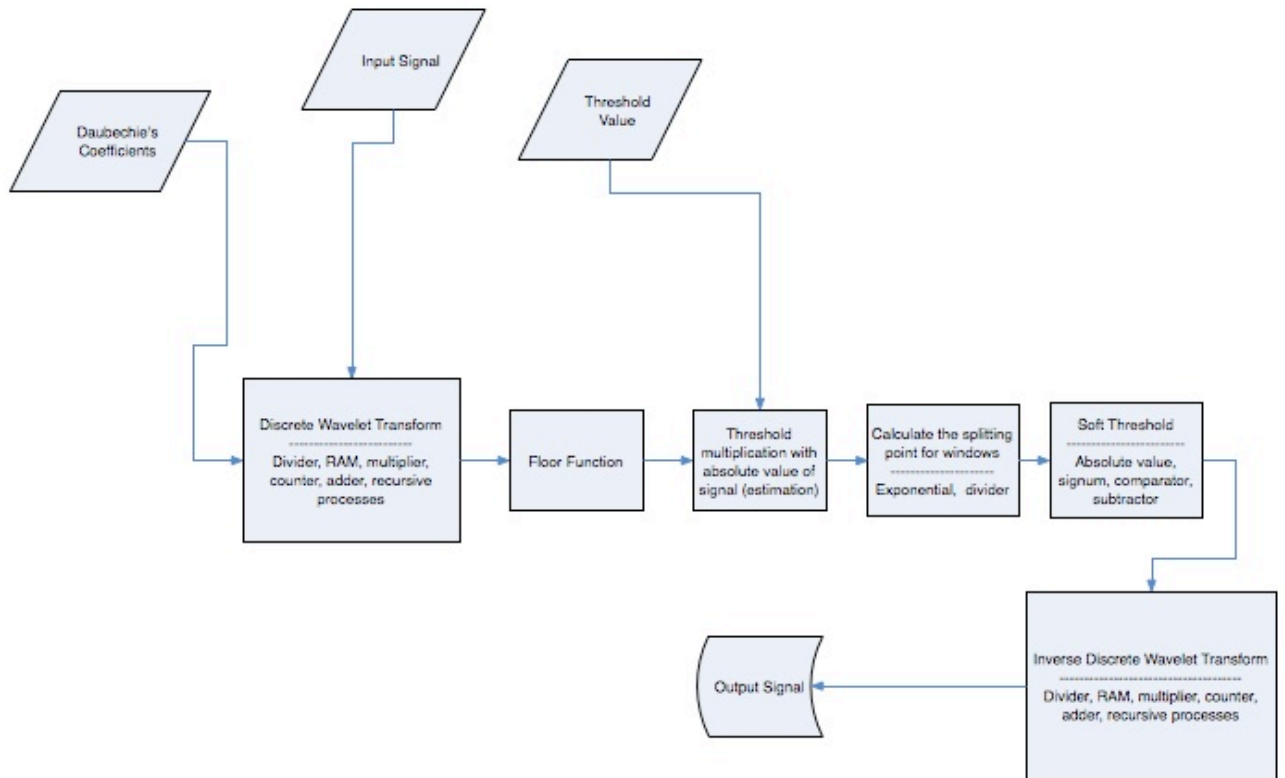 Input Signal
Threshold
Value
Daubechie's
Coefficients
Discrete Wavelet Transform
-------------------------
Divider, RAM, multiplier,
counter, adder, recursive
processes
Floor Function
Threshold
multiplication with
absolute value of
signal (estimation)
Calculate the splitting
point for windows
---------------------
Exponential, divider
Soft Threshold
------------------------
Absolute value,
signum, comparator,
subtractor
Inverse Discrete Wavelet Transform
-------------------------------------
Divider, RAM, multiplier, counter,
adder, recursive processes
Output Signal